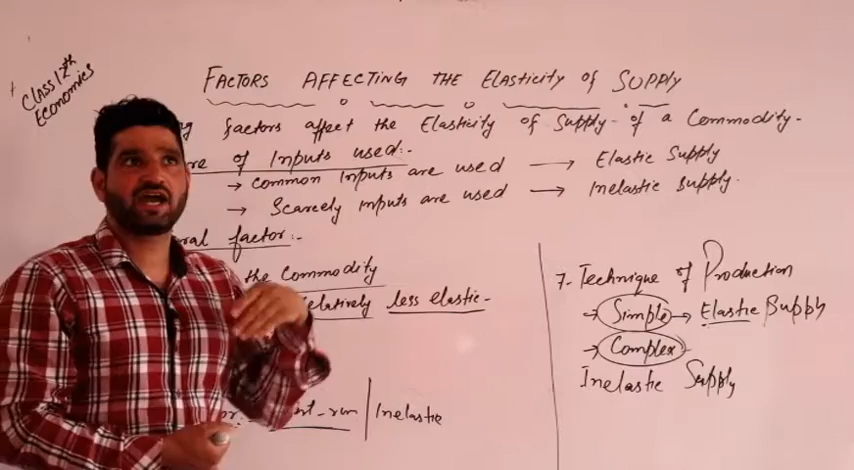 Class 12th
Economics
FACTORS AFFECTING THE ELASTICITY of SUPPLY
factors affect the Elasticity of Supply of a Commodity.
of Inputs used:-
→ Common Inputs are used → Elastic Supply
→ Scarcely inputs are used → Inelastic Supply.
factor:-
the Commodity
less elastic-
run | Inelastic
7. Technique of Production
→ Simple → Elastic Supply
→ Complex
Inelastic Supply